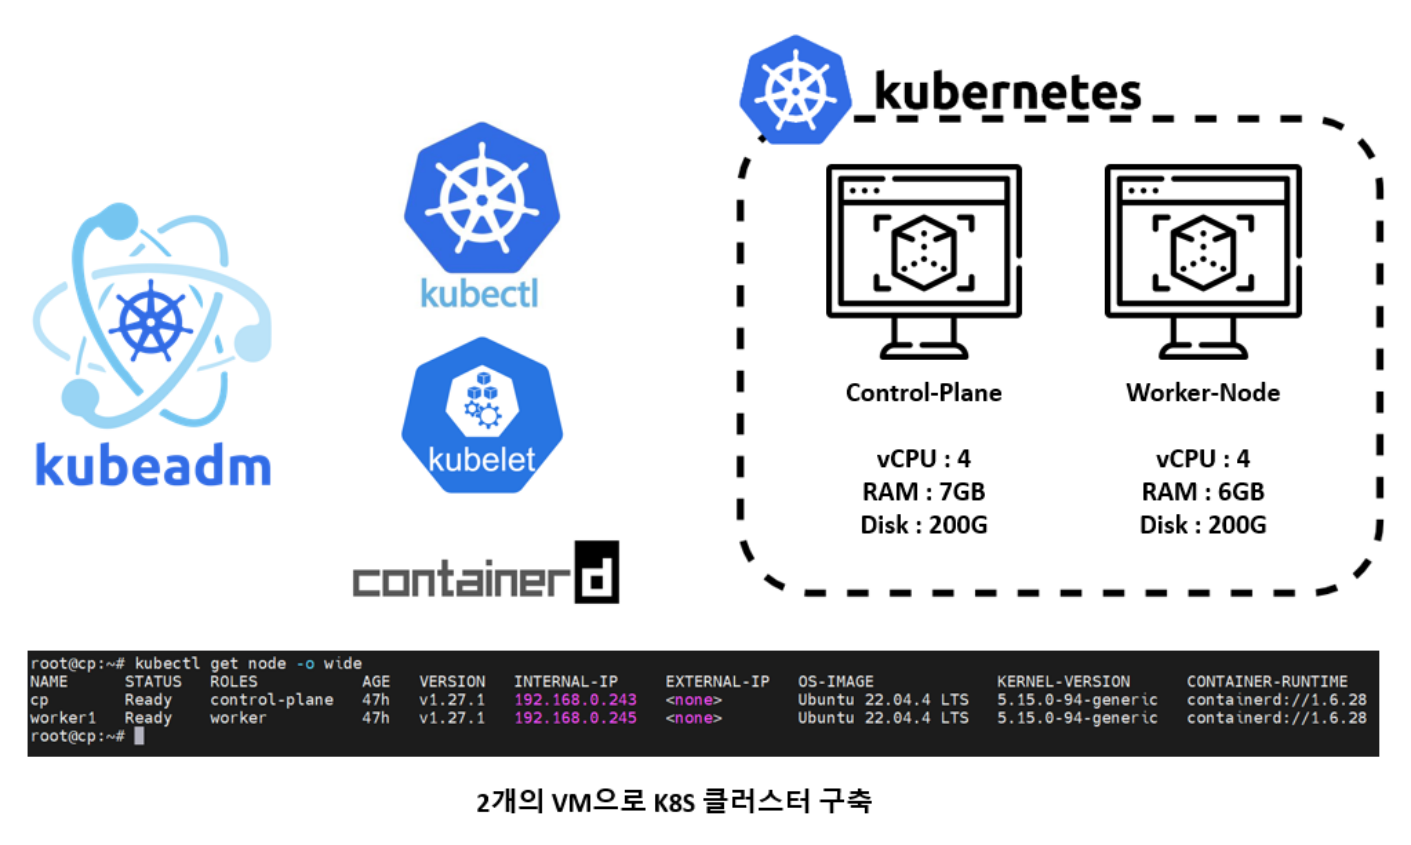 kubernetes
kubectl
kubelet
kubeadm
containerd
Control-Plane
vCPU : 4
RAM : 7GB
Disk : 200G
Worker-Node
vCPU : 4
RAM : 6GB
Disk : 200G
root@cp:~# kubectl get node -o wide
NAME STATUS ROLES AGE VERSION INTERNAL-IP EXTERNAL-IP OS-IMAGE KERNEL-VERSION CONTAINER-RUNTIME
cp Ready control-plane 47h v1.27.1 192.168.0.243 <none> Ubuntu 22.04.4 LTS 5.15.0-94-generic containerd://1.6.28
worker1 Ready worker 47h v1.27.1 192.168.0.245 <none> Ubuntu 22.04.4 LTS 5.15.0-94-generic containerd://1.6.28
root@cp:~#
2개의 VM으로 K8S 클러스터 구축